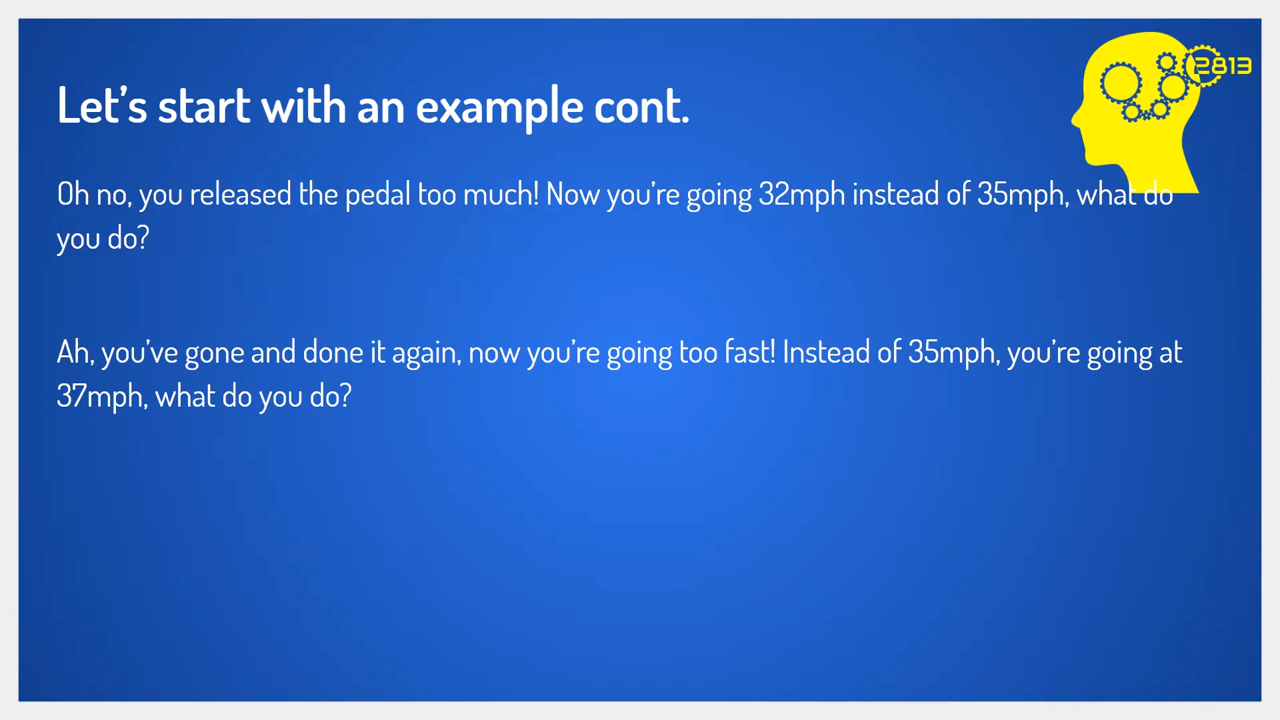 2813
Let's start with an example cont.
Oh no, you released the pedal too much! Now you're going 32mph instead of 35mph, what do
you do?
Ah, you've gone and done it again, now you're going too fast! Instead of 35mph, you're going at
37mph, what do you do?